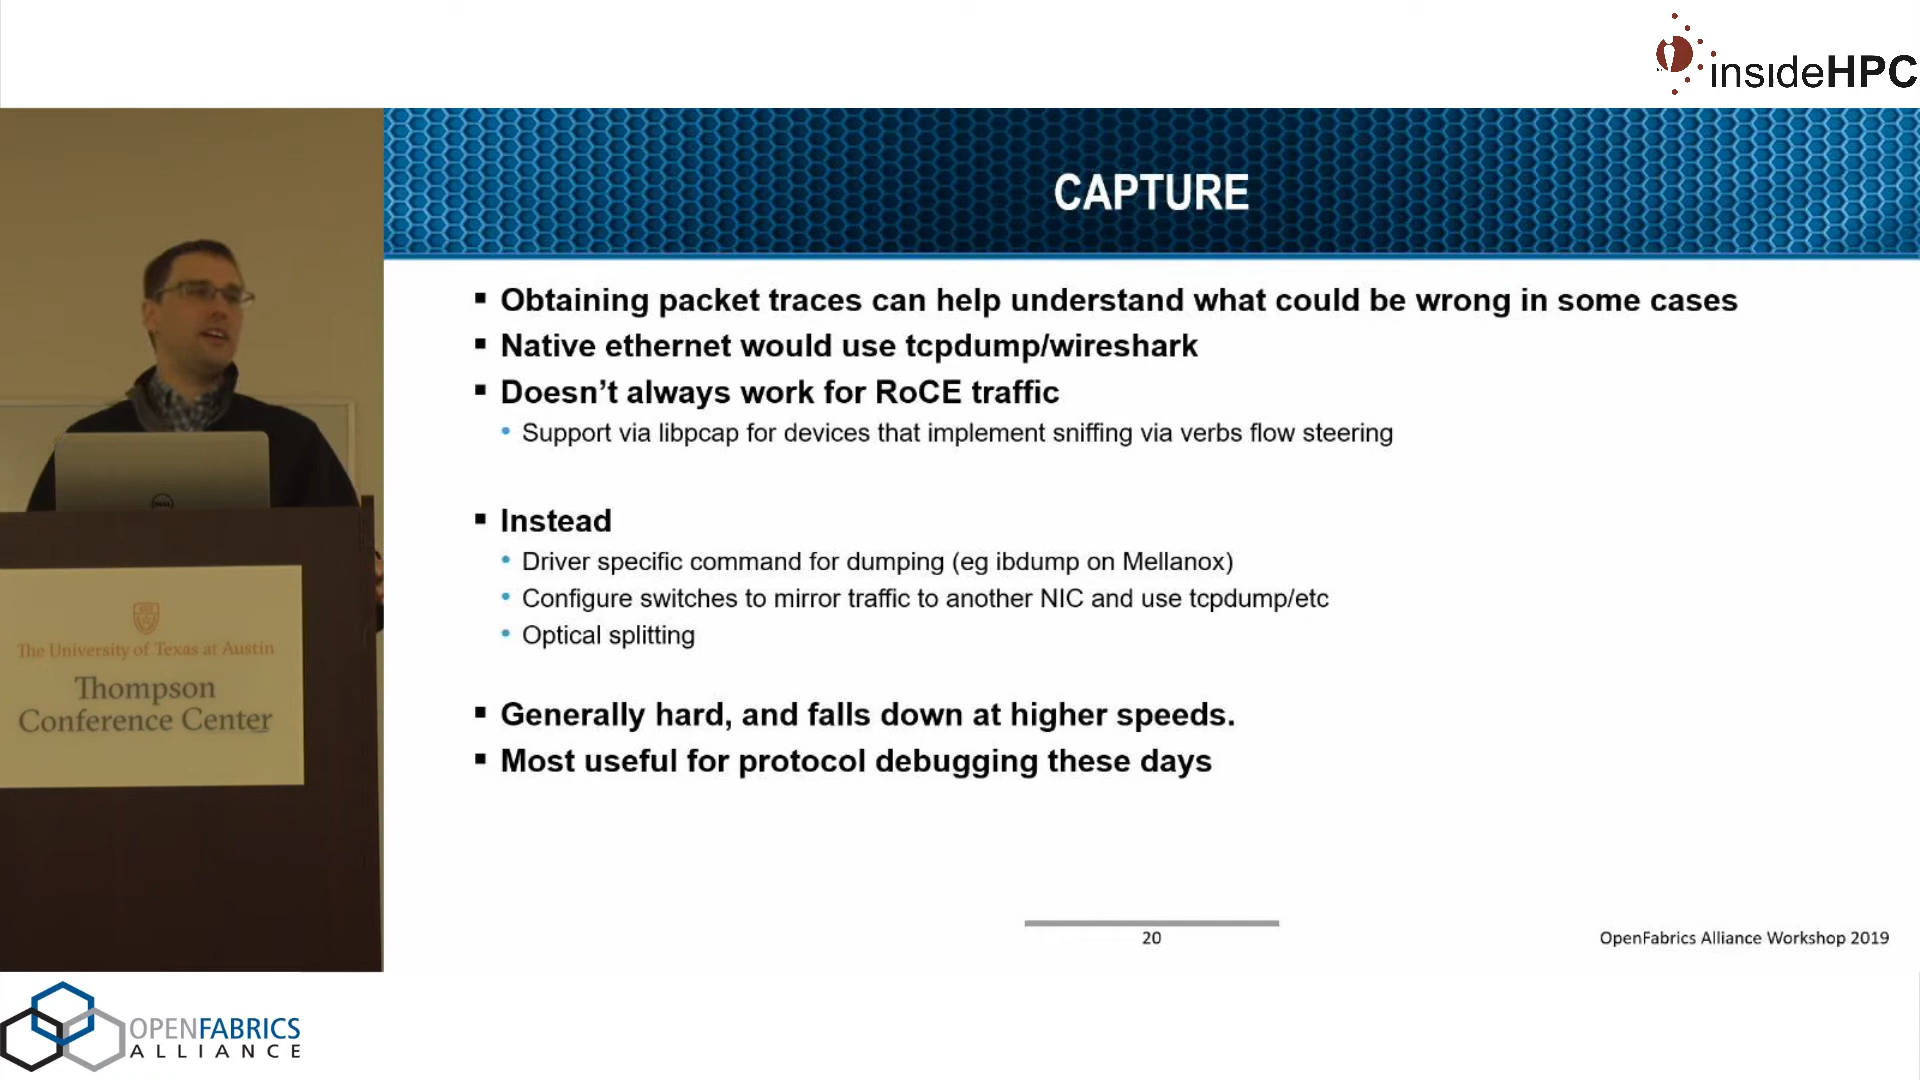 insideHPC
CAPTURE
Obtaining packet traces can help understand what could be wrong in some cases
Native ethernet would use tcpdump/wireshark
Doesn’t always work for RoCE traffic
Support via libpcap for devices that implement sniffing via verbs flow steering
Instead
Driver specific command for dumping (eg ibdump on Mellanox)
Configure switches to mirror traffic to another NIC and use tcpdump/etc
Optical splitting
Generally hard, and falls down at higher speeds.
Most useful for protocol debugging these days
20
OpenFabrics Alliance Workshop 2019
DELL
The University of Texas at Austin
Thompson
Conference Center
OPENFABRICS
ALLIANCE